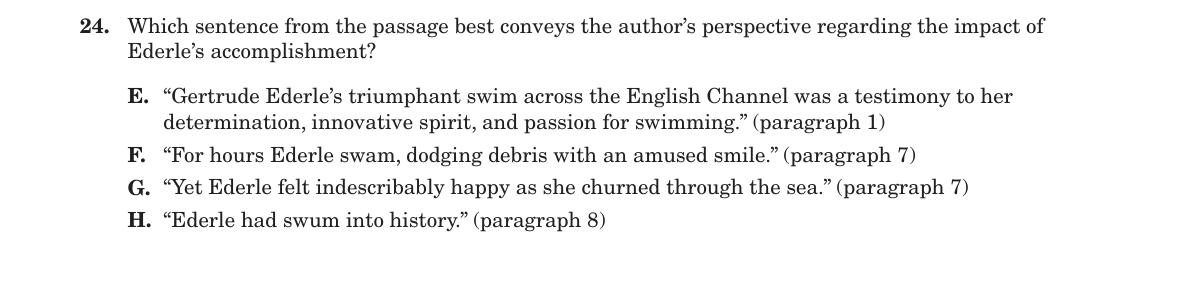 24. Which sentence from the passage best conveys the author’s perspective regarding the impact of
Ederle’s accomplishment?
E. “Gertrude Ederle’s triumphant swim across the English Channel was a testimony to her
determination, innovative spirit, and passion for swimming.” (paragraph 1)
F. “For hours Ederle swam, dodging debris with an amused smile.” (paragraph 7)
G. “Yet Ederle felt indescribably happy as she churned through the sea.” (paragraph 7)
H. “Ederle had swum into history.” (paragraph 8)